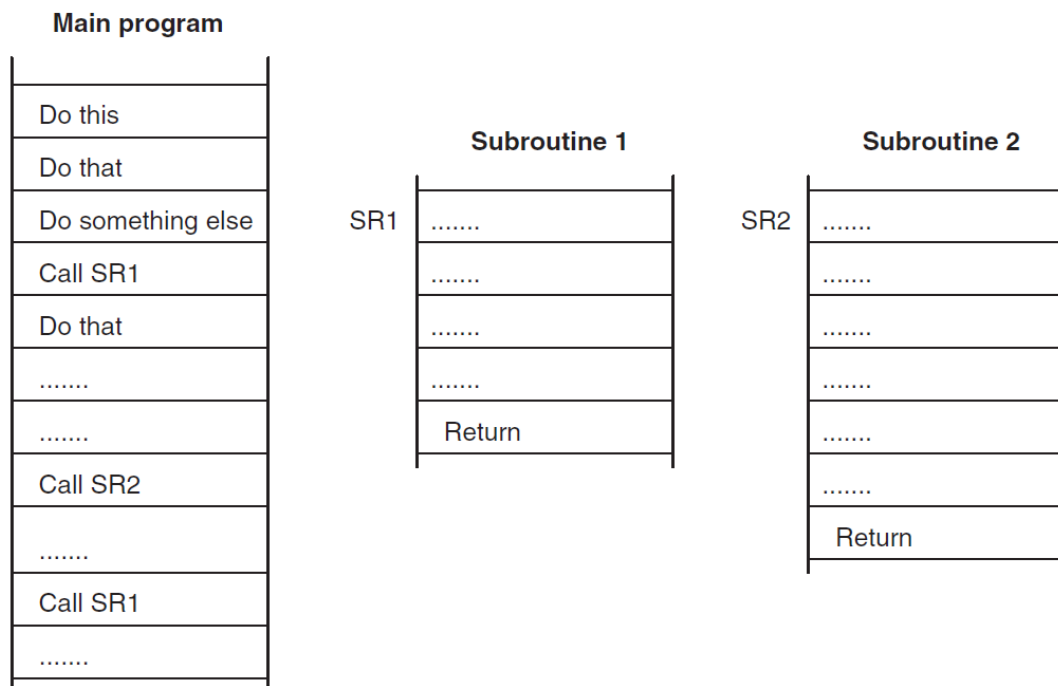 Main program
Do this
Do that
Do something else
Call SR1
Do that
.......
.......
Call SR2
.......
Call SR1
.......
Subroutine 1
SR1 .......
.......
.......
.......
Return
Subroutine 2
SR2 .......
.......
.......
.......
.......
.......
Return